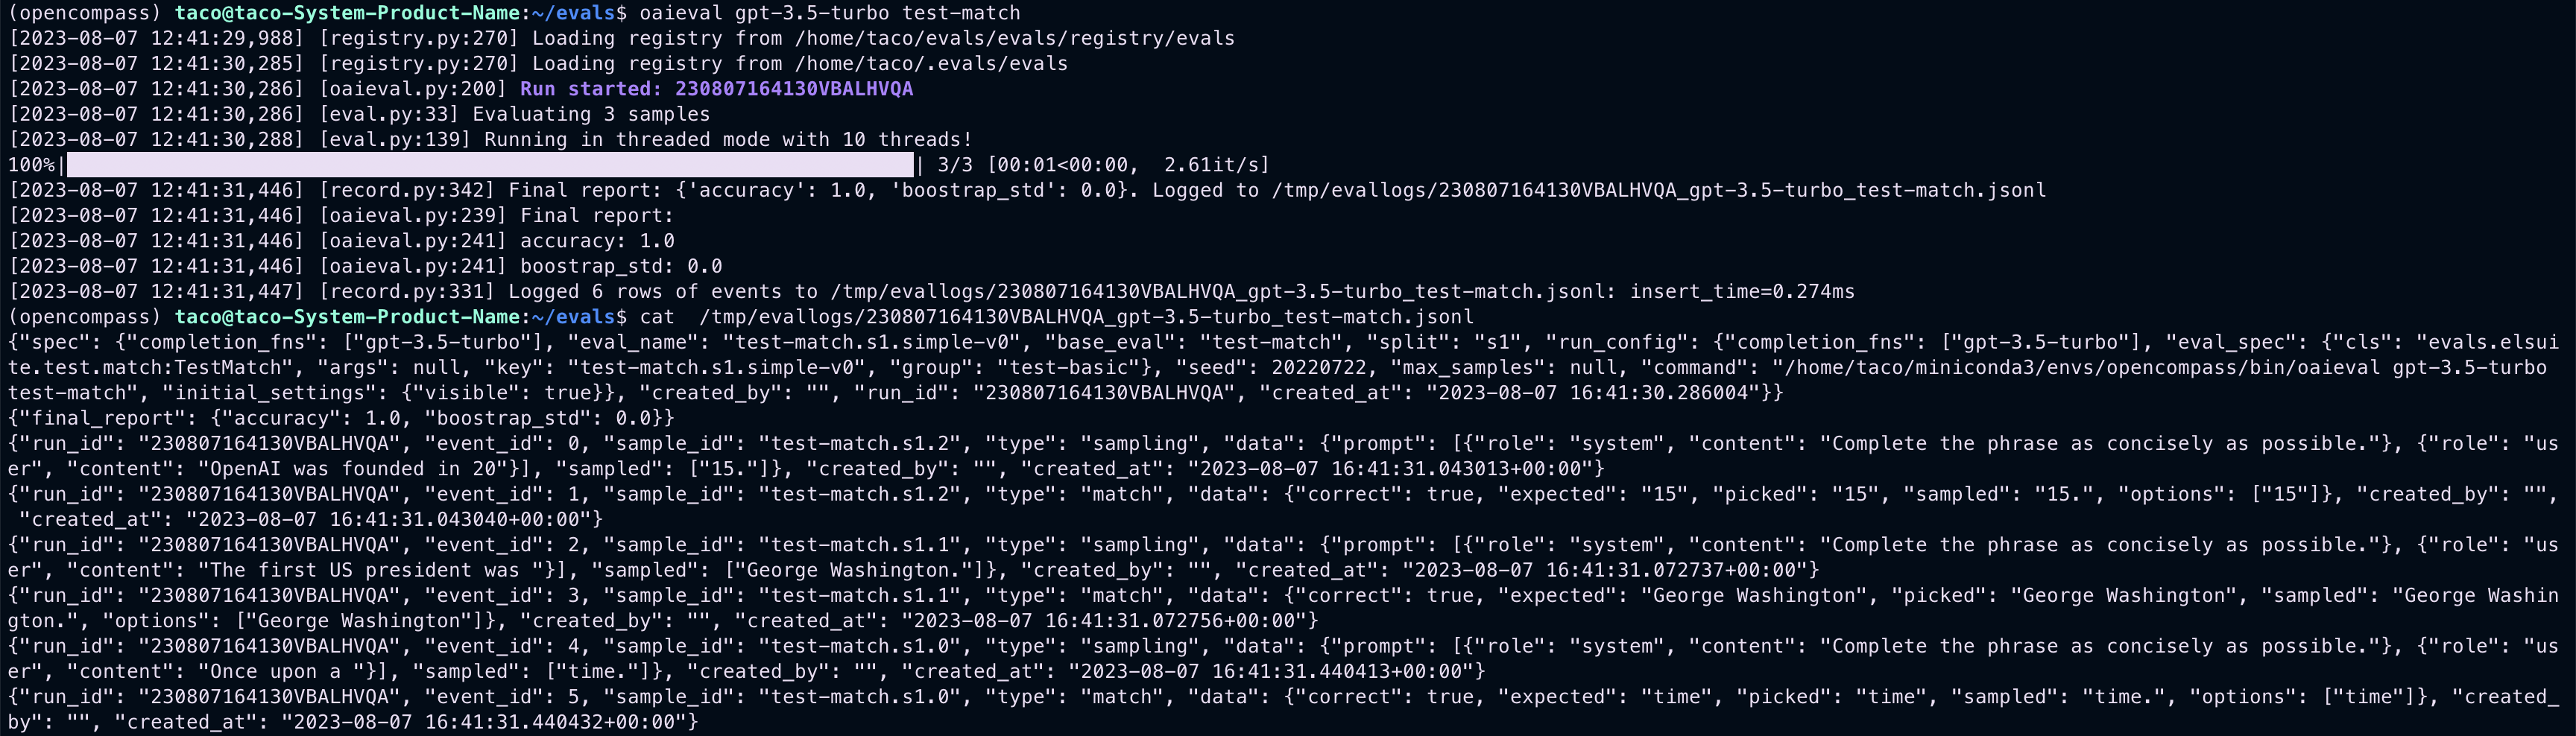 (opencompass) taco@taco-System-Product-Name:~/evals$ oaieval gpt-3.5-turbo test-match
[2023-08-07 12:41:29,988] [registry.py:270] Loading registry from /home/taco/evals/evals/registry/evals
[2023-08-07 12:41:30,285] [registry.py:270] Loading registry from /home/taco/.evals/evals
[2023-08-07 12:41:30,286] [oaieval.py:200] Run started: 230807164130VBALHVQA
[2023-08-07 12:41:30,286] [eval.py:33] Evaluating 3 samples
[2023-08-07 12:41:30,288] [eval.py:139] Running in threaded mode with 10 threads!
100%|| 3/3 [00:01<00:00,  2.61it/s]
[2023-08-07 12:41:31,446] [record.py:342] Final report: {'accuracy': 1.0, 'boostrap_std': 0.0}. Logged to /tmp/evallogs/230807164130VBALHVQA_gpt-3.5-turbo_test-match.jsonl
[2023-08-07 12:41:31,446] [oaieval.py:239] Final report:
[2023-08-07 12:41:31,446] [oaieval.py:241] accuracy: 1.0
[2023-08-07 12:41:31,446] [oaieval.py:241] boostrap_std: 0.0
[2023-08-07 12:41:31,447] [record.py:331] Logged 6 rows of events to /tmp/evallogs/230807164130VBALHVQA_gpt-3.5-turbo_test-match.jsonl: insert_time=0.274ms
(opencompass) taco@taco-System-Product-Name:~/evals$ cat  /tmp/evallogs/230807164130VBALHVQA_gpt-3.5-turbo_test-match.jsonl
{"spec": {"completion_fns": ["gpt-3.5-turbo"], "eval_name": "test-match.s1.simple-v0", "base_eval": "test-match", "split": "s1", "run_config": {"completion_fns": ["gpt-3.5-turbo"], "eval_spec": {"cls": "evals.elsui
te.test.match:TestMatch", "args": null, "key": "test-match.s1.simple-v0", "group": "test-basic"}, "seed": 20220722, "max_samples": null, "command": "/home/taco/miniconda3/envs/opencompass/bin/oaieval gpt-3.5-turbo
test-match", "initial_settings": {"visible": true}}, "created_by": "", "run_id": "230807164130VBALHVQA", "created_at": "2023-08-07 16:41:30.286004"}}
{"final_report": {"accuracy": 1.0, "boostrap_std": 0.0}}
{"run_id": "230807164130VBALHVQA", "event_id": 0, "sample_id": "test-match.s1.2", "type": "sampling", "data": {"prompt": [{"role": "system", "content": "Complete the phrase as concisely as possible."}, {"role": "us
er", "content": "OpenAI was founded in 20"}], "sampled": ["15."]}, "created_by": "", "created_at": "2023-08-07 16:41:31.043013+00:00"}
{"run_id": "230807164130VBALHVQA", "event_id": 1, "sample_id": "test-match.s1.2", "type": "match", "data": {"correct": true, "expected": "15", "picked": "15", "sampled": "15.", "options": ["15"]}, "created_by": "",
 "created_at": "2023-08-07 16:41:31.043040+00:00"}
{"run_id": "230807164130VBALHVQA", "event_id": 2, "sample_id": "test-match.s1.1", "type": "sampling", "data": {"prompt": [{"role": "system", "content": "Complete the phrase as concisely as possible."}, {"role": "us
er", "content": "The first US president was "}], "sampled": ["George Washington."]}, "created_by": "", "created_at": "2023-08-07 16:41:31.072737+00:00"}
{"run_id": "230807164130VBALHVQA", "event_id": 3, "sample_id": "test-match.s1.1", "type": "match", "data": {"correct": true, "expected": "George Washington", "picked": "George Washington", "sampled": "George Washin
gton.", "options": ["George Washington"]}, "created_by": "", "created_at": "2023-08-07 16:41:31.072756+00:00"}
{"run_id": "230807164130VBALHVQA", "event_id": 4, "sample_id": "test-match.s1.0", "type": "sampling", "data": {"prompt": [{"role": "system", "content": "Complete the phrase as concisely as possible."}, {"role": "us
er", "content": "Once upon a "}], "sampled": ["time."]}, "created_by": "", "created_at": "2023-08-07 16:41:31.440413+00:00"}
{"run_id": "230807164130VBALHVQA", "event_id": 5, "sample_id": "test-match.s1.0", "type": "match", "data": {"correct": true, "expected": "time", "picked": "time", "sampled": "time.", "options": ["time"]}, "created_
by": "", "created_at": "2023-08-07 16:41:31.440432+00:00"}